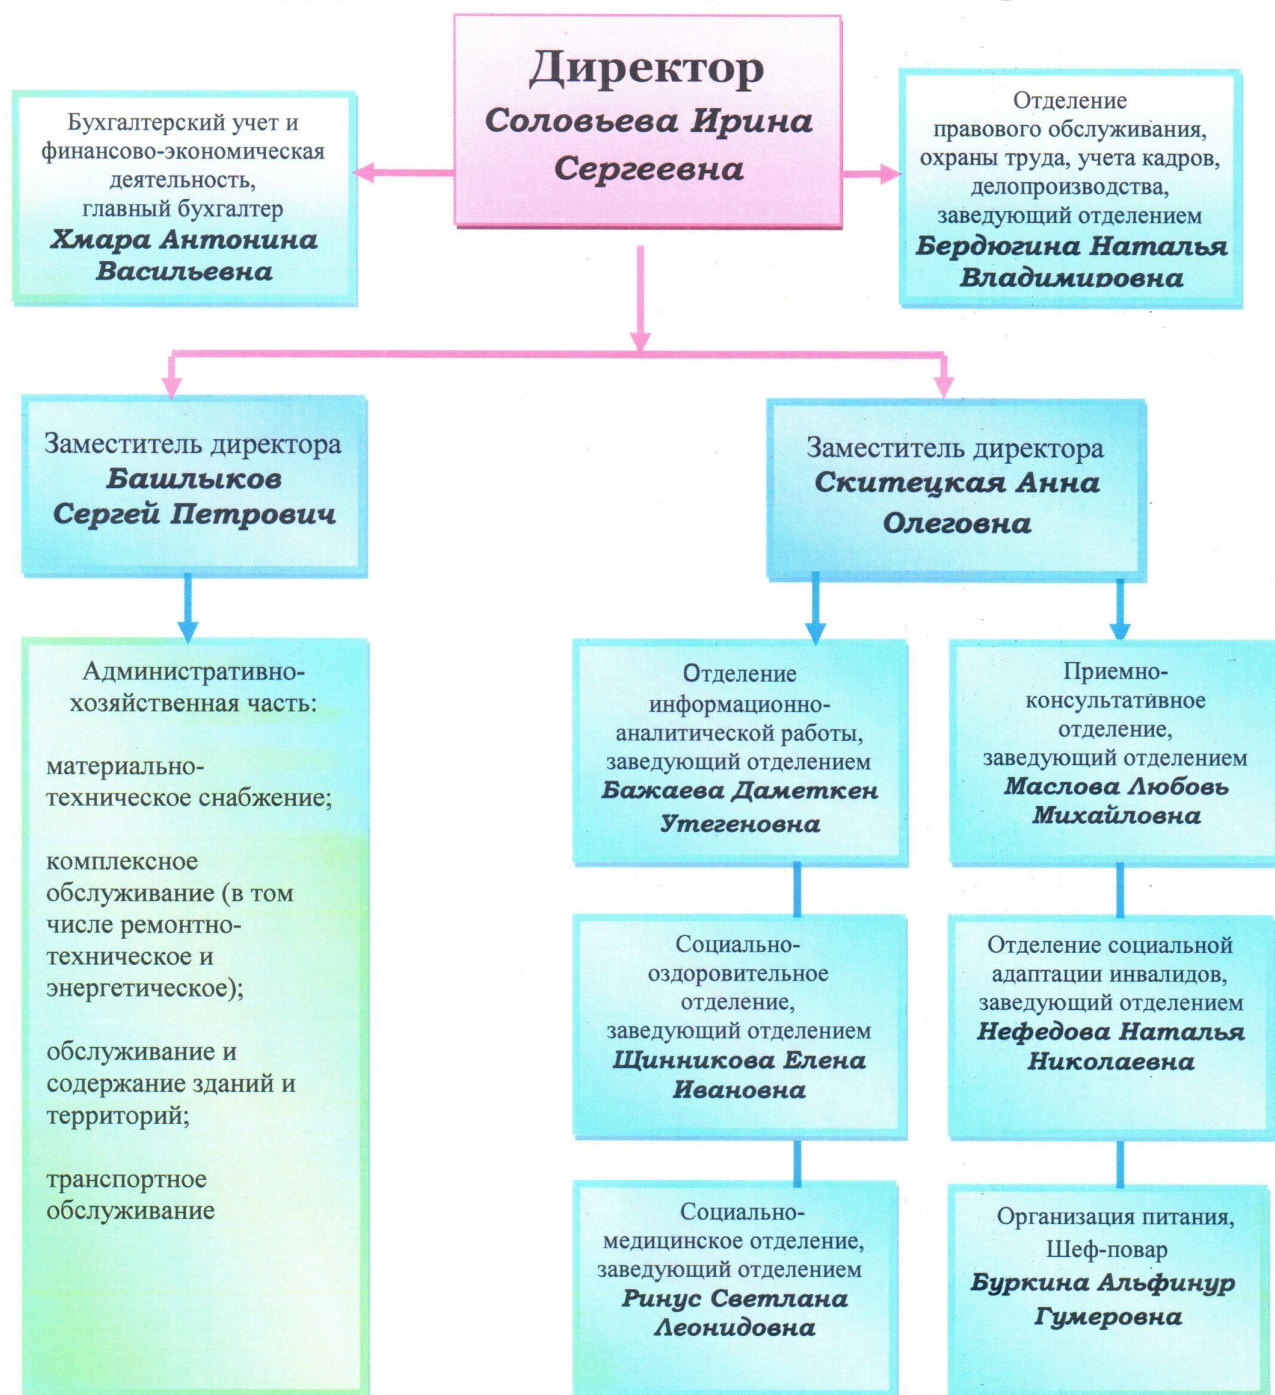 Директор
Соловьева Ирина
Сергеевна
Бухгалтерский учет и
финансово-экономическая
деятельность,
главный бухгалтер
Хмара Антонина
Васильевна
Отделение
правового обслуживания,
охраны труда, учета кадров,
делопроизводства,
заведующий отделением
Бердюгина Наталья
Владимировна
Заместитель директора
Башлыков
Сергей Петрович
Заместитель директора
Скитецкая Анна
Олеговна
Административно-
хозяйственная часть:
материально-
техническое снабжение;
комплексное
обслуживание (в том
числе ремонтно-
техническое и
энергетическое);
обслуживание и
содержание зданий и
территорий;
транспортное
обслуживание
Отделение
информационно-
аналитической работы,
заведующий отделением
Бажаева Даметкен
Утегеновна
Приемно-
консультативное
отделение,
заведующий отделением
Маслова Любовь
Михайловна
Социально-
оздоровительное
отделение,
заведующий отделением
Щинникова Елена
Ивановна
Отделение социальной
адаптации инвалидов,
заведующий отделением
Нефедова Наталья
Николаевна
Социально-
медицинское отделение,
заведующий отделением
Ринус Светлана
Леонидовна
Организация питания,
Шеф-повар
Буркина Альфинур
Гумеровна